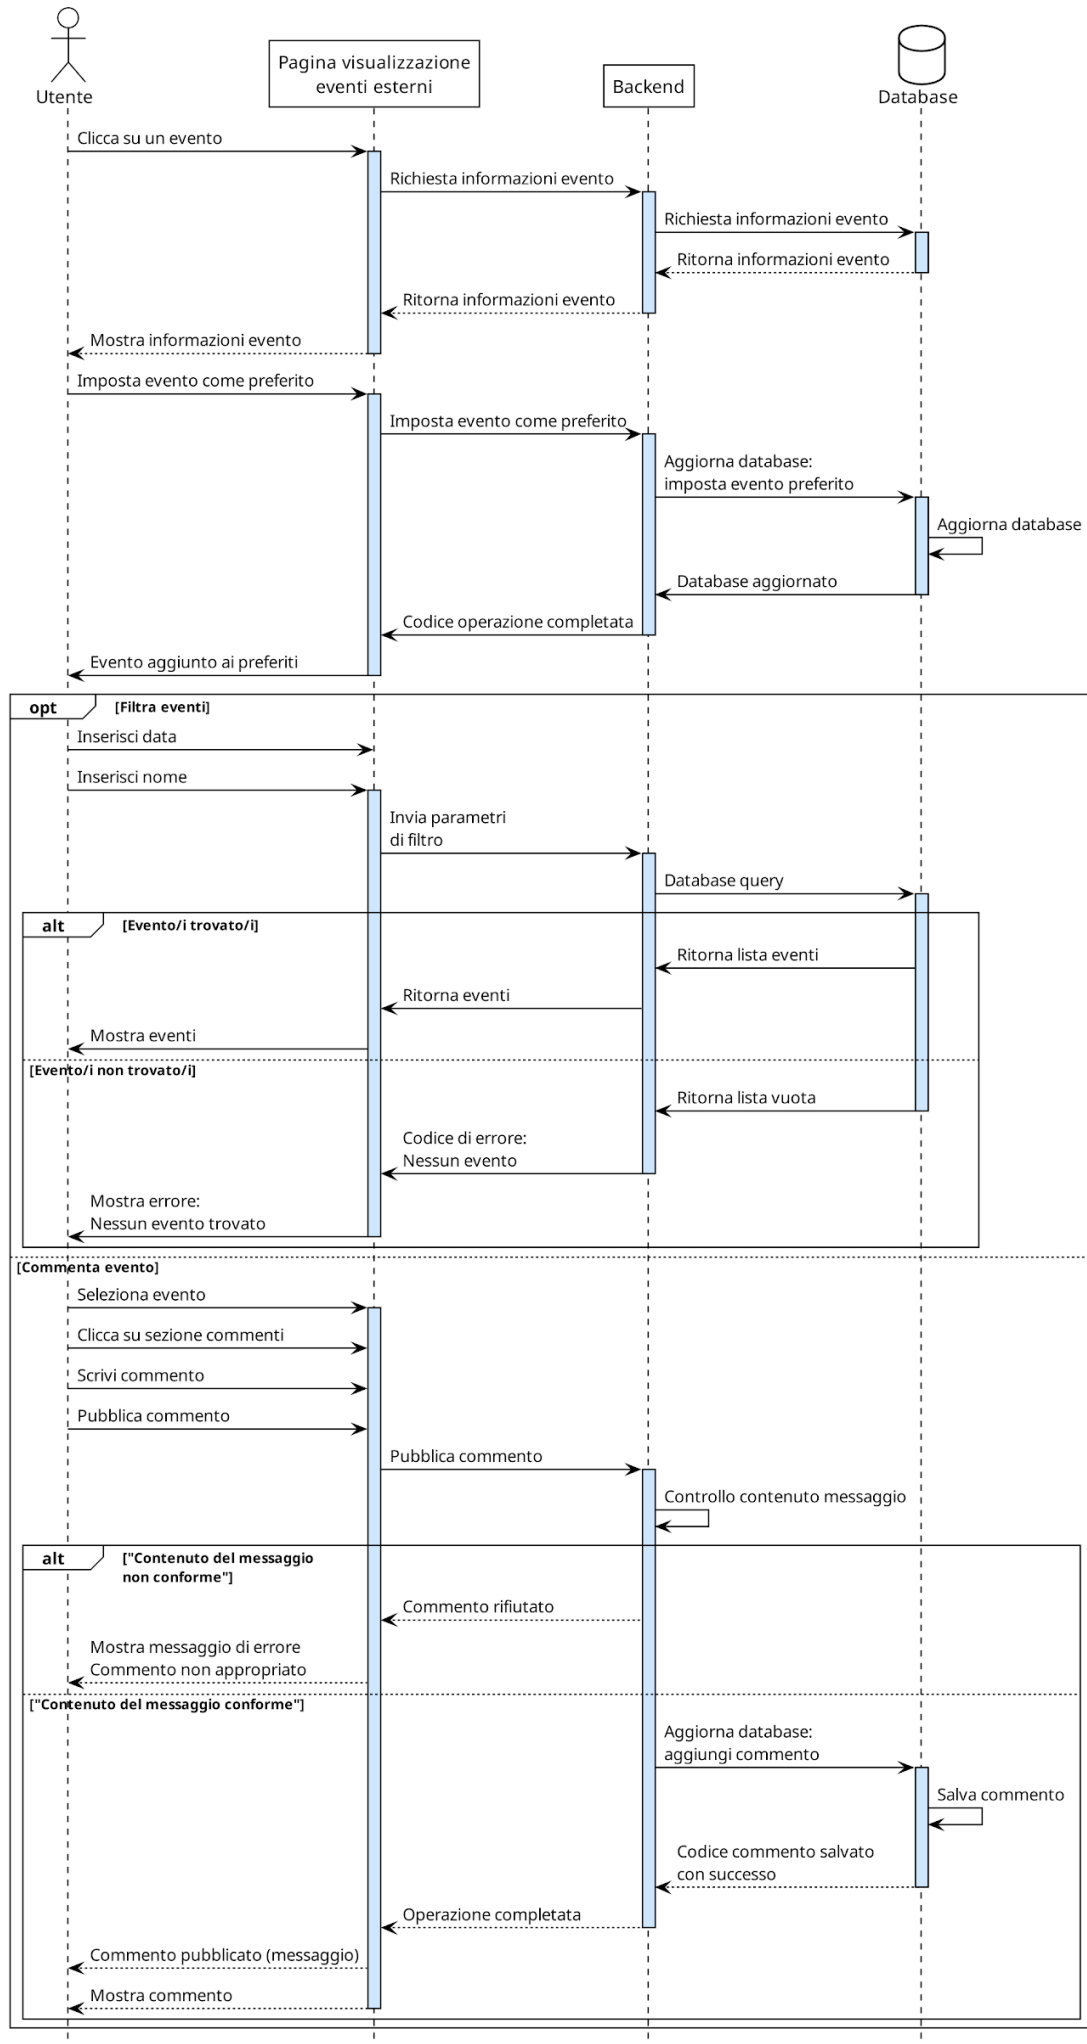 Utente
Pagina visualizzazione
eventi esterni
Backend
Database
Clicca su un evento
Richiesta informazioni evento
Richiesta informazioni evento
Ritorna informazioni evento
Ritorna informazioni evento
Mostra informazioni evento
Imposta evento come preferito
Imposta evento come preferito
Aggiorna database:
imposta evento preferito
Aggiorna database
Database aggiornato
Codice operazione completata
Evento aggiunto ai preferiti
opt [Filtra eventi]
Inserisci data
Inserisci nome
Invia parametri
di filtro
Database query
alt [Evento/i trovato/i]
Ritorna lista eventi
Ritorna eventi
Mostra eventi
[Evento/i non trovato/i]
Ritorna lista vuota
Codice di errore:
Nessun evento
Mostra errore:
Nessun evento trovato
[Commenta evento]
Seleziona evento
Clicca su sezione commenti
Scrivi commento
Pubblica commento
Pubblica commento
Controllo contenuto messaggio
alt ["Contenuto del messaggio
non conforme"]
Commento rifiutato
Mostra messaggio di errore
Commento non appropriato
["Contenuto del messaggio conforme"]
Aggiorna database:
aggiungi commento
Salva commento
Codice commento salvato
con successo
Operazione completata
Commento pubblicato (messaggio)
Mostra commento